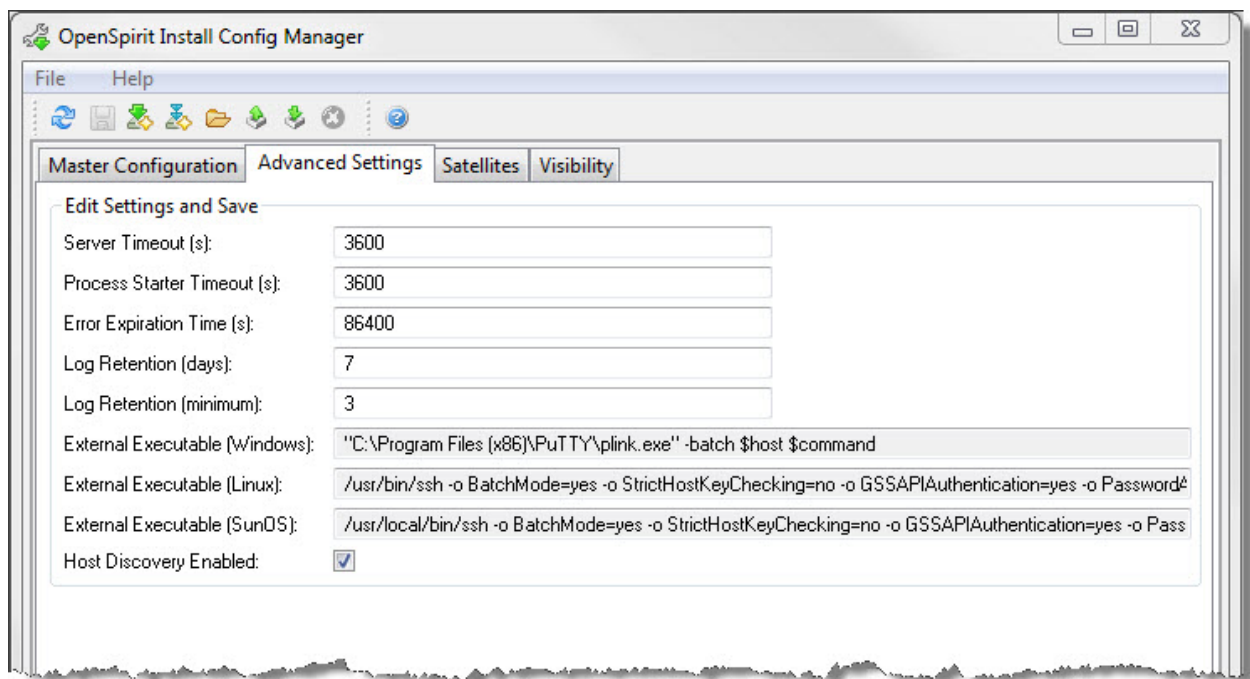 OpenSpirit Install Config Manager
File Help
Master Configuration Advanced Settings Satellites Visibility
Edit Settings and Save
Server Timeout (s): 3600
Process Starter Timeout (s): 3600
Error Expiration Time (s): 86400
Log Retention (days): 7
Log Retention (minimum): 3
External Executable (Windows): "C:\Program Files (x86)\PuTTY\plink.exe" -batch $host $command
External Executable (Linux): /usr/bin/ssh -o BatchMode=yes -o StrictHostKeyChecking=no -o GSSAPIAuthentication=yes -o PasswordA
External Executable (SunOS): /usr/local/bin/ssh -o BatchMode=yes -o StrictHostKeyChecking=no -o GSSAPIAuthentication=yes -o Pass
Host Discovery Enabled: